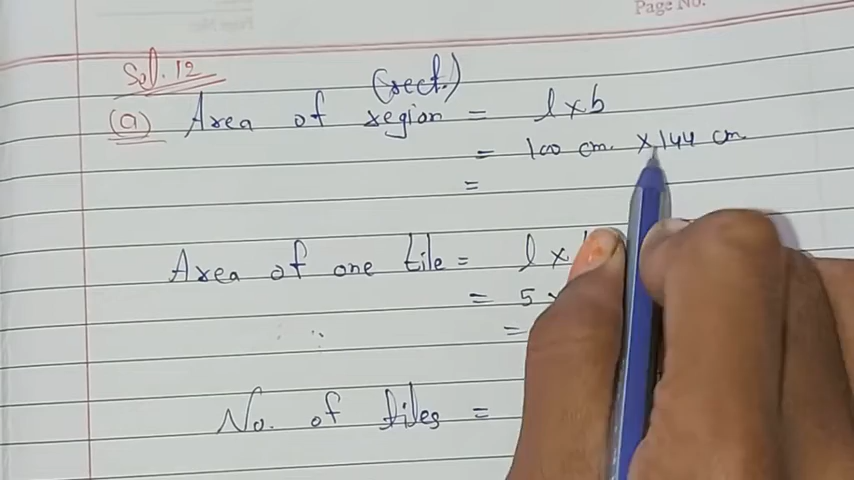 Page No.
Sol. 12
(rect.)
(a) Area of region = l x b
= 100 cm. x 144 cm
=
Area of one tile = l x
= 5 x
=
No. of tiles =